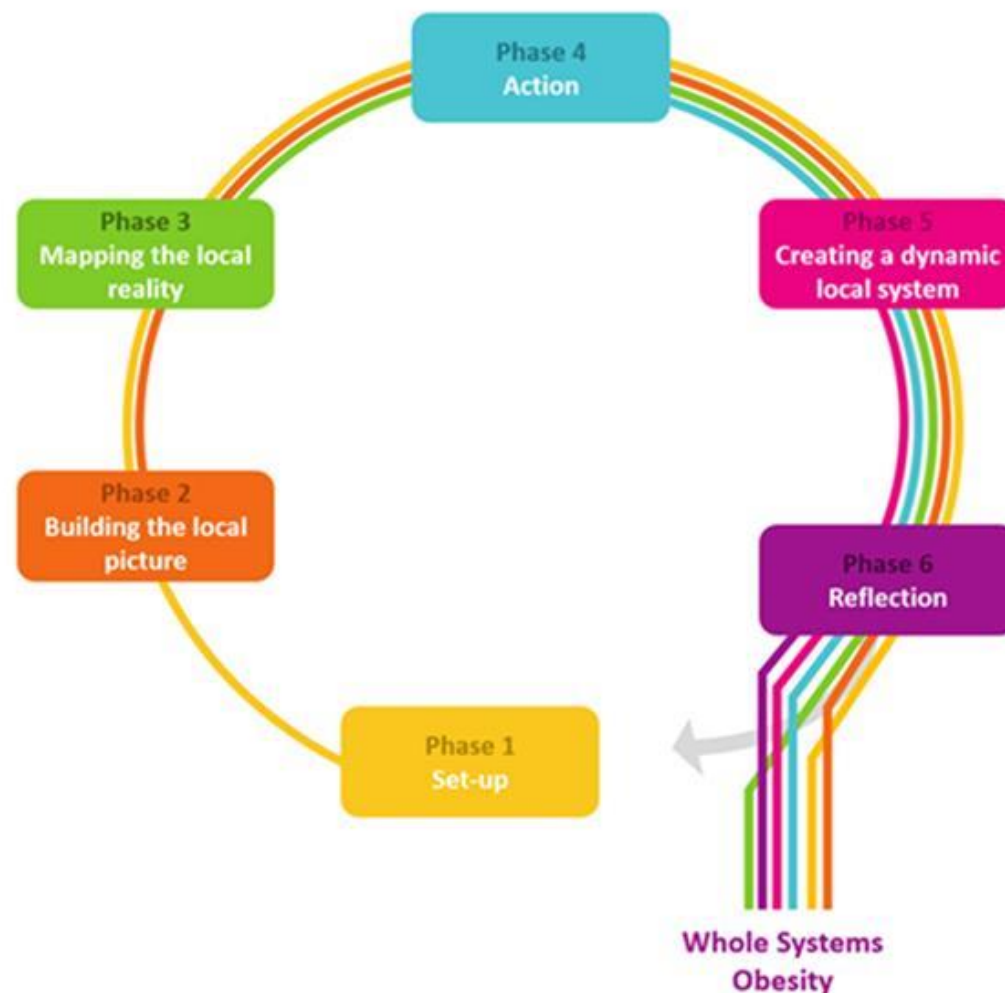 Phase 4
Action
Phase 3
Mapping the local
reality
Phase 5
Creating a dynamic
local system
Phase 2
Building the local
picture
Phase 6
Reflection
Phase 1
Set-up
Whole Systems
Obesity